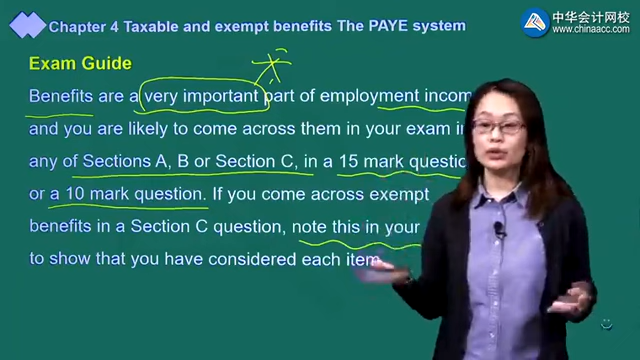 Chapter 4 Taxable and exempt benefits The PAYE system
中华会计网校
www.chinaacc.com
Exam Guide
Benefits are a very important part of employment incom
and you are likely to come across them in your exam in
any of Sections A, B or Section C, in a 15 mark questio
or a 10 mark question. If you come across exempt
benefits in a Section C question, note this in your
to show that you have considered each item